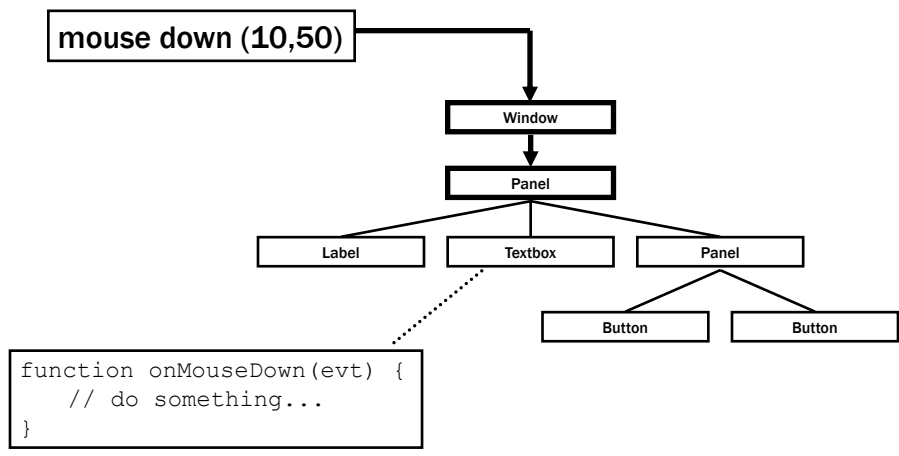 mouse down (10,50)
Window
Panel
Label
Textbox
Panel
Button
Button
function onMouseDown(evt) {
// do something...
}